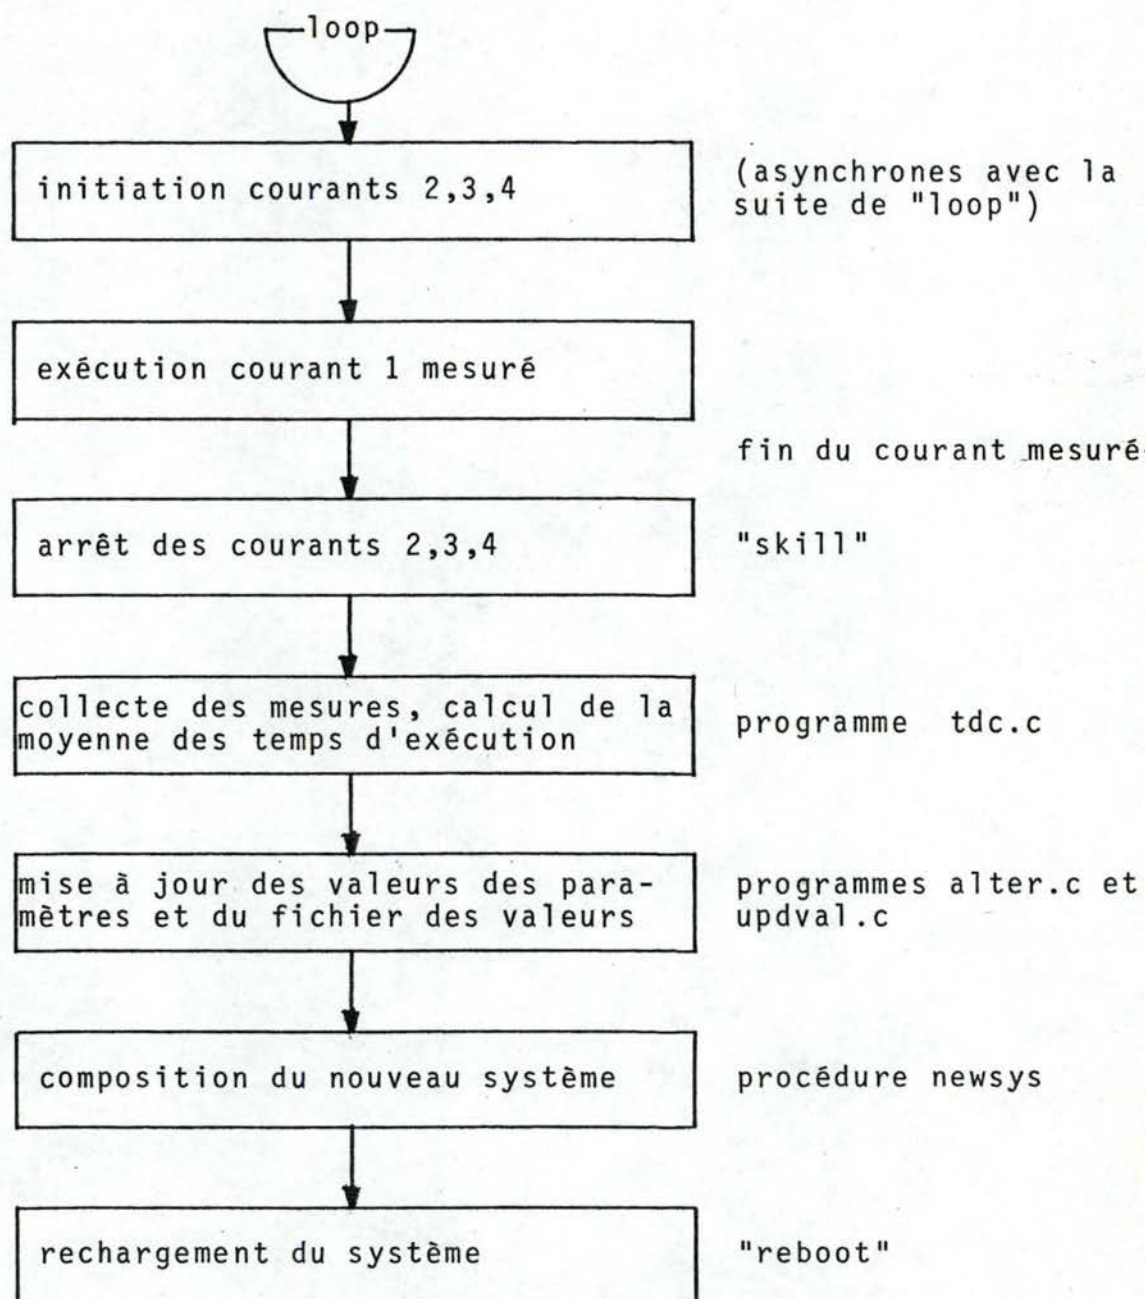 loop
initiation courants 2,3,4
(asynchrones avec la
suite de "loop")
exécution courant 1 mesuré
fin du courant mesuré
arrêt des courants 2,3,4
"skill"
collecte des mesures, calcul de la
moyenne des temps d'exécution
programme tdc.c
mise à jour des valeurs des para-
mètres et du fichier des valeurs
programmes alter.c et
updval.c
composition du nouveau système
procédure newsys
rechargement du système
"reboot"